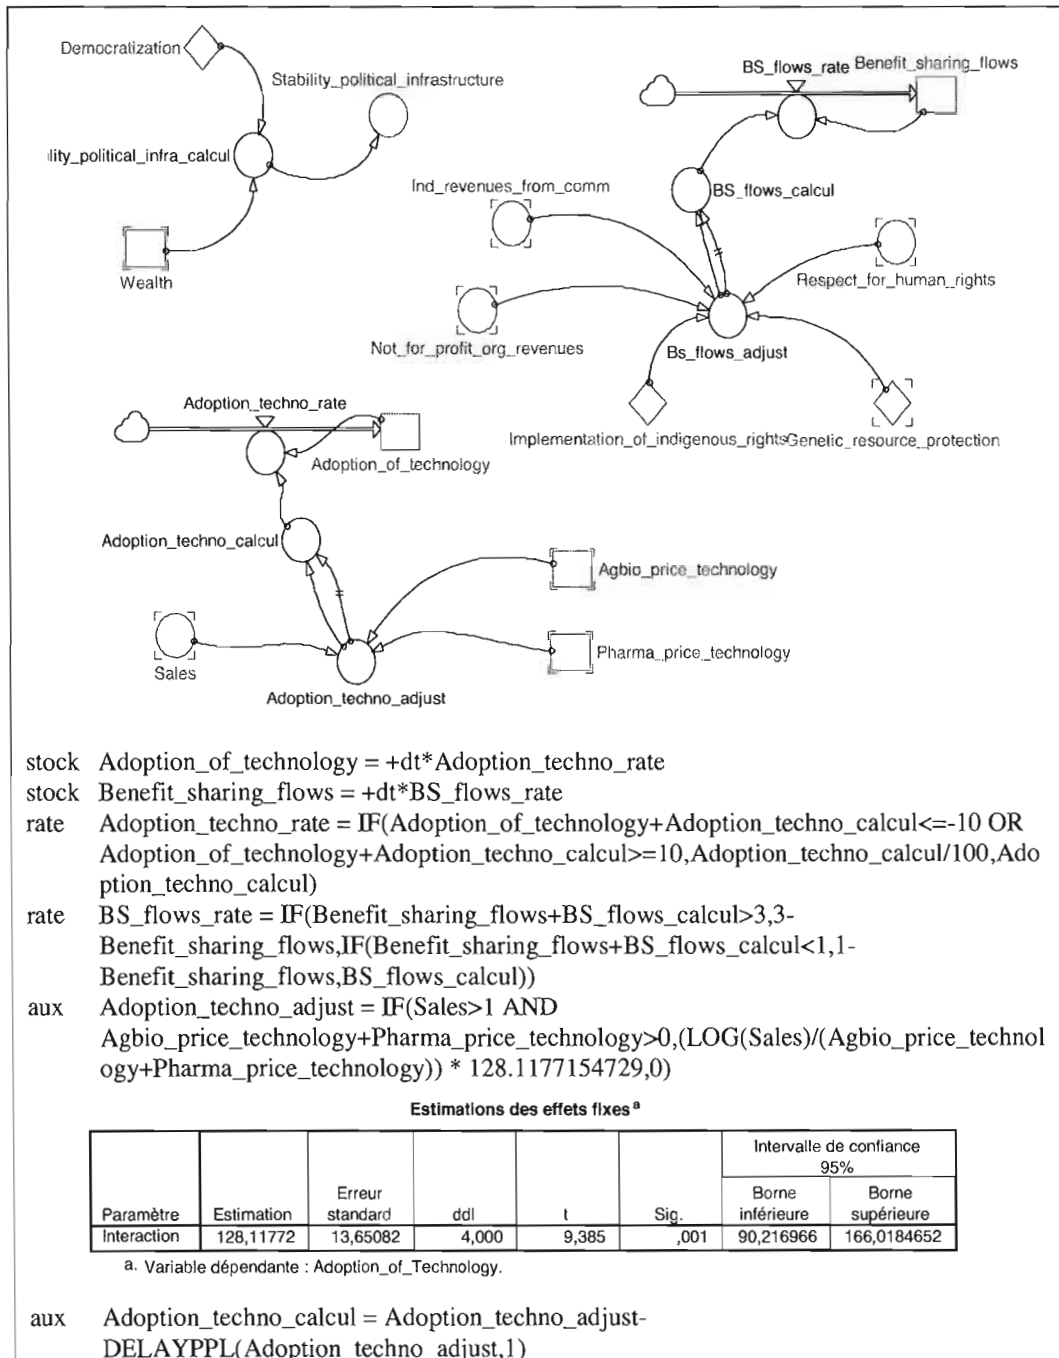 Democratization
Stability_political_infrastructure
ility_political_infra_calcul
Wealth
BS_flows_rate
Benefit_sharing_flows
BS_flows_calcul
Ind_revenues_from_comm
Respect_for_human_rights
Not_for_profit_org_revenues
Bs_flows_adjust
Implementation_of_indigenous_rights
Genetic_resource_protection
Adoption_techno_rate
Adoption_of_technology
Adoption_techno_calcul
Agbio_price_technology
Sales
Pharma_price_technology
Adoption_techno_adjust
stock Adoption_of_technology = +dt*Adoption_techno_rate
stock Benefit_sharing_flows = +dt*BS_flows_rate
rate Adoption_techno_rate = IF(Adoption_of_technology+Adoption_techno_calcul<=-10 OR
Adoption_of_technology+Adoption_techno_calcul>=10,Adoption_techno_calcul/100,Ado
ption_techno_calcul)
rate BS_flows_rate = IF(Benefit_sharing_flows+BS_flows_calcul>3,3-
Benefit_sharing_flows,IF(Benefit_sharing_flows+BS_flows_calcul<1,1-
Benefit_sharing_flows,BS_flows_calcul))
aux Adoption_techno_adjust = IF(Sales>1 AND
Agbio_price_technology+Pharma_price_technology>0,(LOG(Sales)/(Agbio_price_technol
ogy+Pharma_price_technology)) * 128.1177154729,0)
Estimations des effets fixes a
Intervalle de confiance
95%
Paramètre Estimation Erreur standard ddl t Sig. Borne inférieure Borne supérieure
Interaction 128,11772 13,65082 4,000 9,385 ,001 90,216966 166,0184652
a. Variable dépendante : Adoption_of_Technology.
aux Adoption_techno_calcul = Adoption_techno_adjust-
DELAYPPL(Adoption_techno_adjust,1)